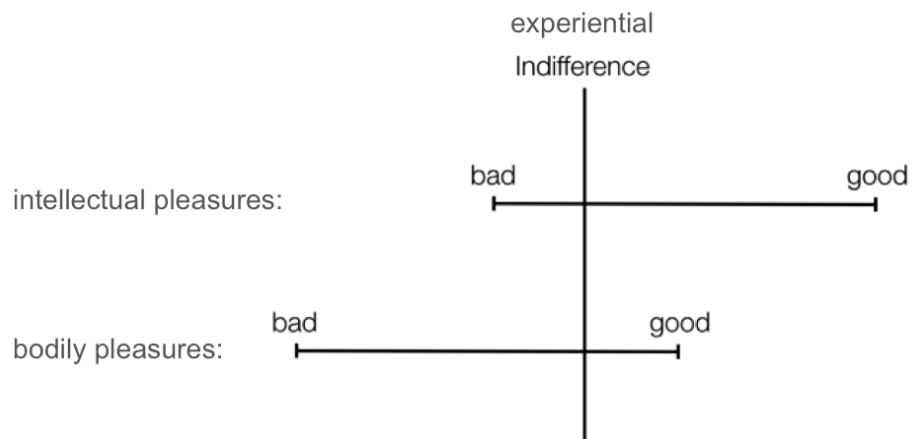 experiential
Indifference
bad
good
intellectual pleasures:
bad
good
bodily pleasures: